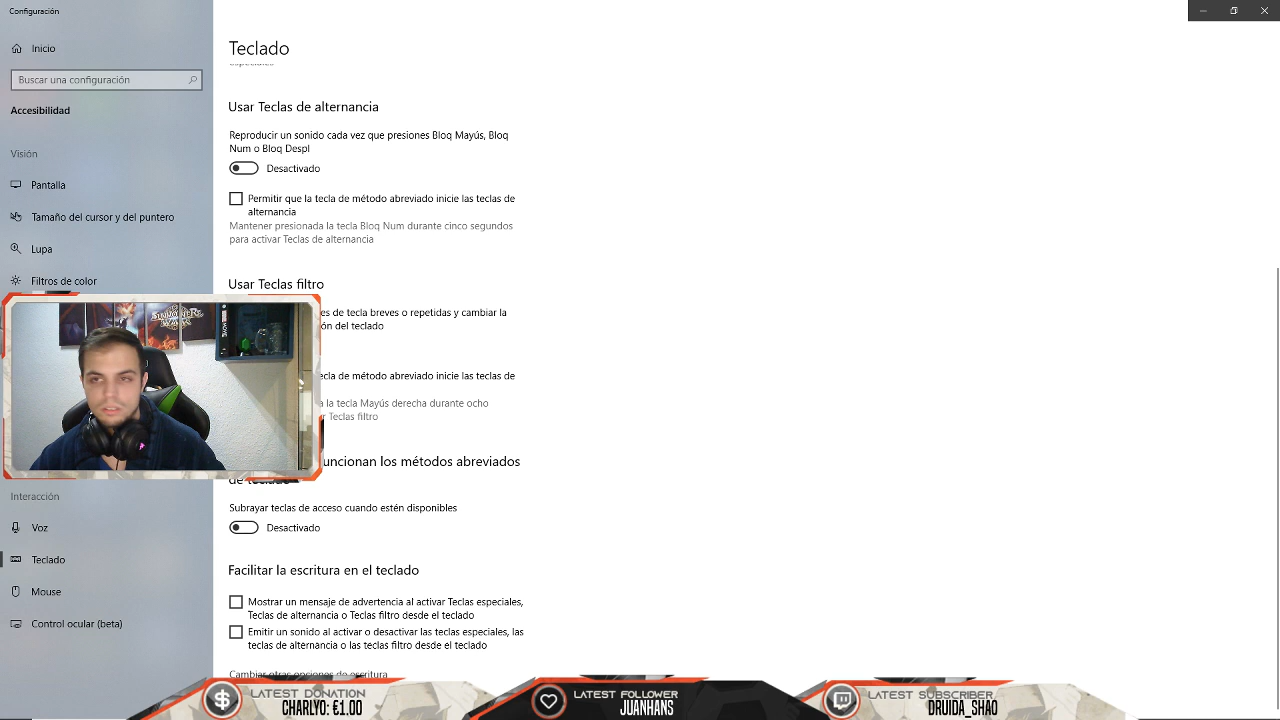 Configuración
Inicio
Buscar una configuración
Accesibilidad
Visión
Pantalla
Tamaño del cursor y del puntero
Lupa
Filtros de color
Interacción
Voz
Teclado
Mouse
Control ocular (beta)
Teclado
especiales
Usar Teclas de alternancia
Reproducir un sonido cada vez que presiones Bloq Mayús, Bloq
Num o Bloq Despl
Desactivado
Permitir que la tecla de método abreviado inicie las teclas de
alternancia
Mantener presionada la tecla Bloq Num durante cinco segundos
para activar Teclas de alternancia
Usar Teclas filtro
es de tecla breves o repetidas y cambiar la
ón del teclado
ecla de método abreviado inicie las teclas de
a la tecla Mayús derecha durante ocho
r Teclas filtro
uncionan los métodos abreviados
de teclado
Subrayar teclas de acceso cuando estén disponibles
Desactivado
Facilitar la escritura en el teclado
Mostrar un mensaje de advertencia al activar Teclas especiales,
Teclas de alternancia o Teclas filtro desde el teclado
Emitir un sonido al activar o desactivar las teclas especiales, las
teclas de alternancia o las teclas filtro desde el teclado
Cambiar otras opciones de escritura
LATEST DONATION
CHARLYO: €1.00
LATEST FOLLOWER
JUANHANS
LATEST SUBSCRIBER
DRUIDA_SHAO